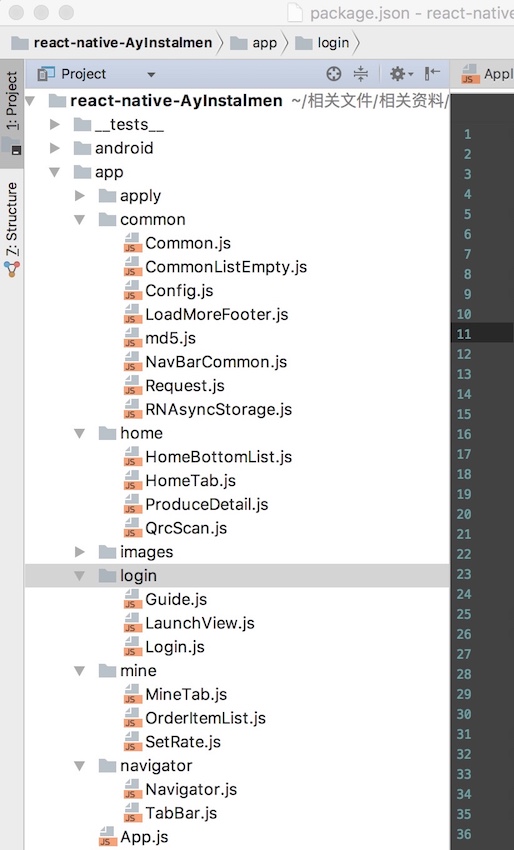 package.json - react-native
react-native-AyInstalmen app login
1: Project
7: Structure
Project
Appl
react-native-AyInstalmen ~/相关文件/相关资料/
__tests__
android
app
apply
common
Common.js
CommonListEmpty.js
Config.js
LoadMoreFooter.js
md5.js
NavBarCommon.js
Request.js
RNAsyncStorage.js
home
HomeBottomList.js
HomeTab.js
ProduceDetail.js
QrcScan.js
images
login
Guide.js
LaunchView.js
Login.js
mine
MineTab.js
OrderItemList.js
SetRate.js
navigator
Navigator.js
TabBar.js
App.js
1
2
3
4
5
6
7
8
9
10
11
12
13
14
15
16
17
18
19
20
21
22
23
24
25
26
27
28
29
30
31
32
33
34
35
36